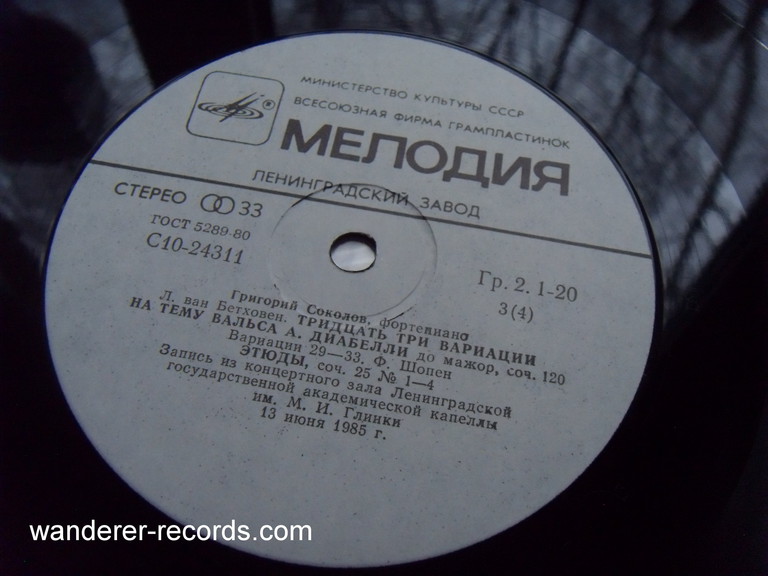 МИНИСТЕРСТВО КУЛЬТУРЫ СССР
ВСЕСОЮЗНАЯ ФИРМА ГРАМПЛАСТИНОК
®
МЕЛОДИЯ
ЛЕНИНГРАДСКИЙ ЗАВОД
СТЕРЕО 33
ГОСТ 5289-80
С10-24311
Гр. 2. 1-20
3(4)
Григорий Соколов, фортепиано
Л. ван Бетховен. ТРИДЦАТЬ ТРИ ВАРИАЦИИ
НА ТЕМУ ВАЛЬСА А. ДИАБЕЛЛИ до мажор, соч. 120
Вариации 29—33. Ф. Шопен
ЭТЮДЫ, соч. 25 № 1—4
Запись из концертного зала Ленинградской
государственной академической капеллы
им. М. И. Глинки
13 июня 1985 г.
wanderer-records.com